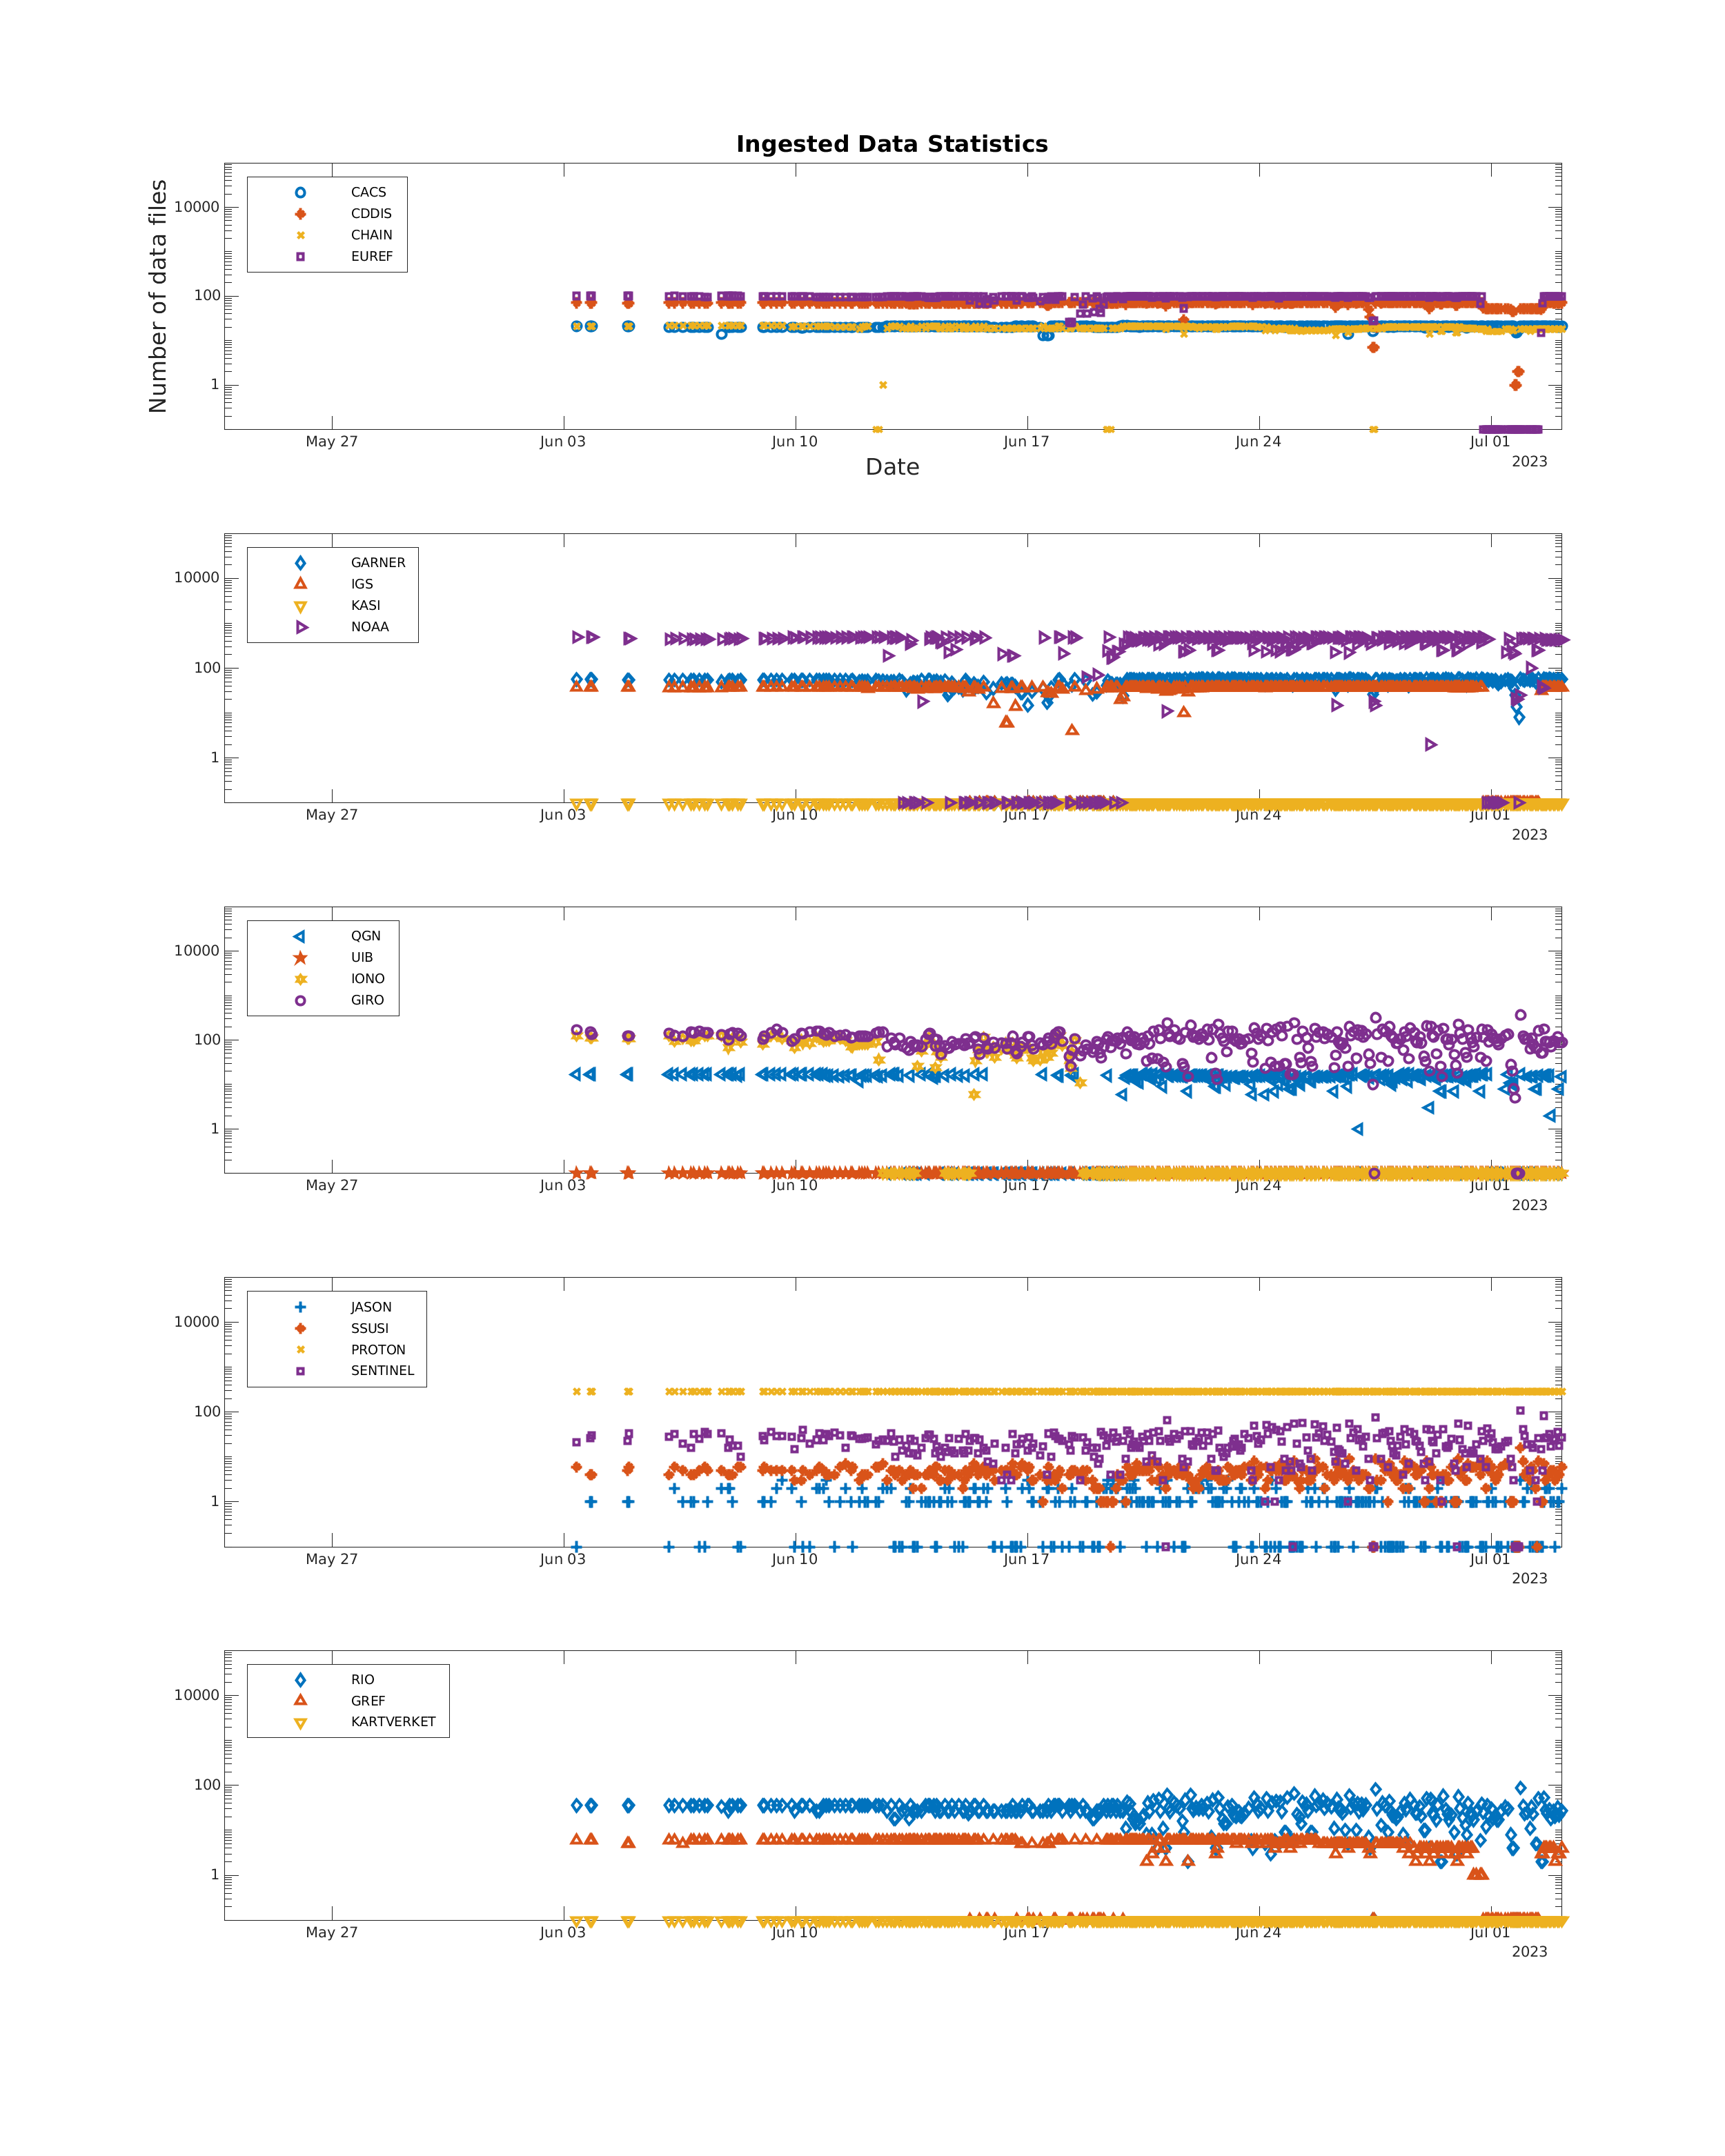 Ingested Data Statistics
Number of data files
CACS
CDDIS
CHAIN
EUREF
10000
100
1
May 27 Jun 03 Jun 10 Jun 17 Jun 24 Jul 01
2023
Date
GARNER
IGS
KASI
NOAA
10000
100
1
May 27 Jun 03 Jun 10 Jun 17 Jun 24 Jul 01
2023
QGN
UIB
IONO
GIRO
10000
100
1
May 27 Jun 03 Jun 10 Jun 17 Jun 24 Jul 01
2023
JASON
SSUSI
PROTON
SENTINEL
10000
100
1
May 27 Jun 03 Jun 10 Jun 17 Jun 24 Jul 01
2023
RIO
GREF
KARTVERKET
10000
100
1
May 27 Jun 03 Jun 10 Jun 17 Jun 24 Jul 01
2023